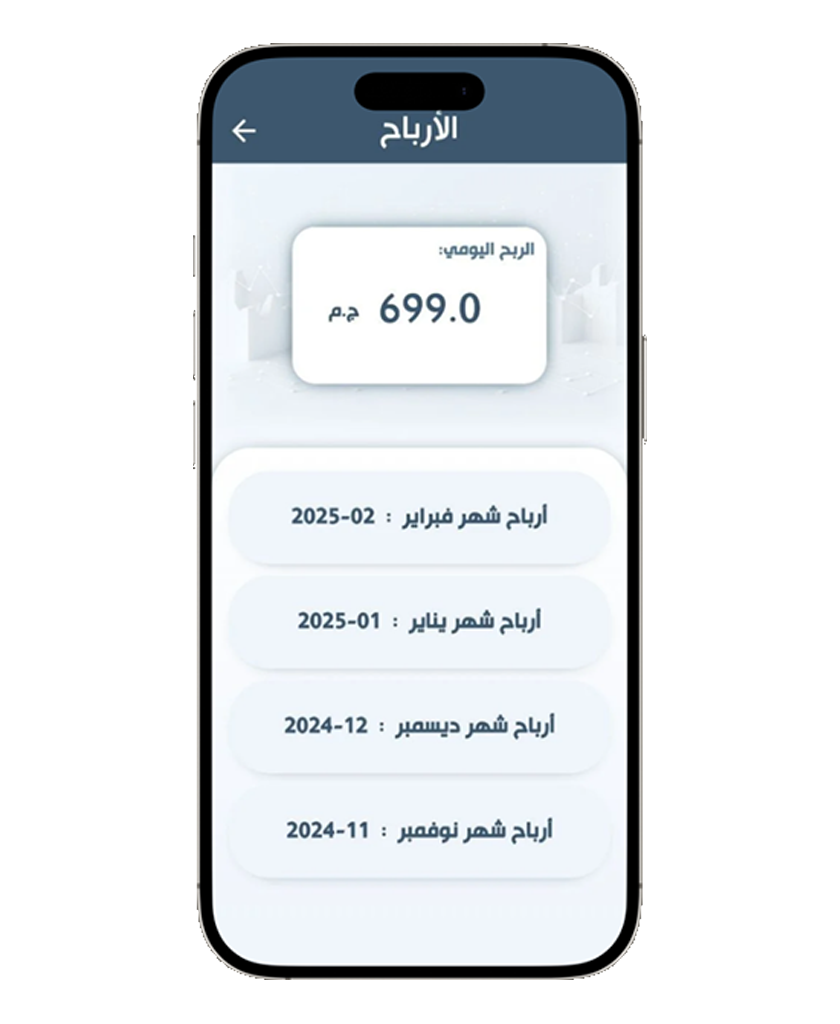 الأرباح
الربح اليومي:
699.0 ج.م
أرباح شهر فبراير : 2025-02
أرباح شهر يناير : 2025-01
أرباح شهر ديسمبر : 2024-12
أرباح شهر نوفمبر : 2024-11